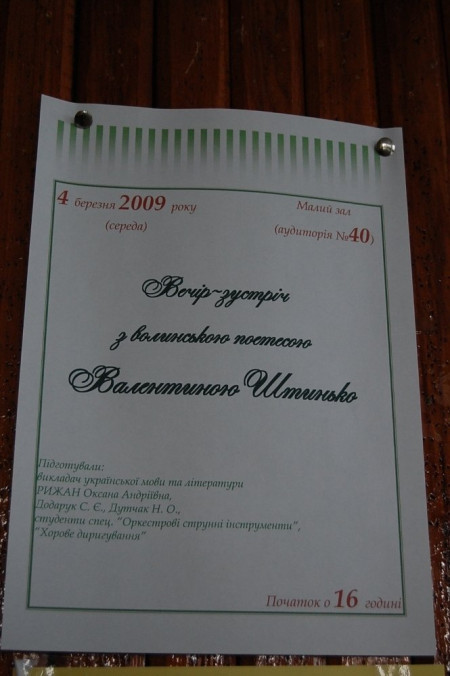 4 березня 2009 року
(середа)
Малий зал
(аудиторія №40)
Вечір~зустріч
з волинською поетесою
Валентиною Штинько
Підготували:
викладач української мови та літератури
РИЖАН Оксана Андріївна,
Додарук С. Є., Дутчак Н. О.,
студенти спец. "Оркестрові струнні інструменти",
"Хорове диригування"
Початок о 16 годині